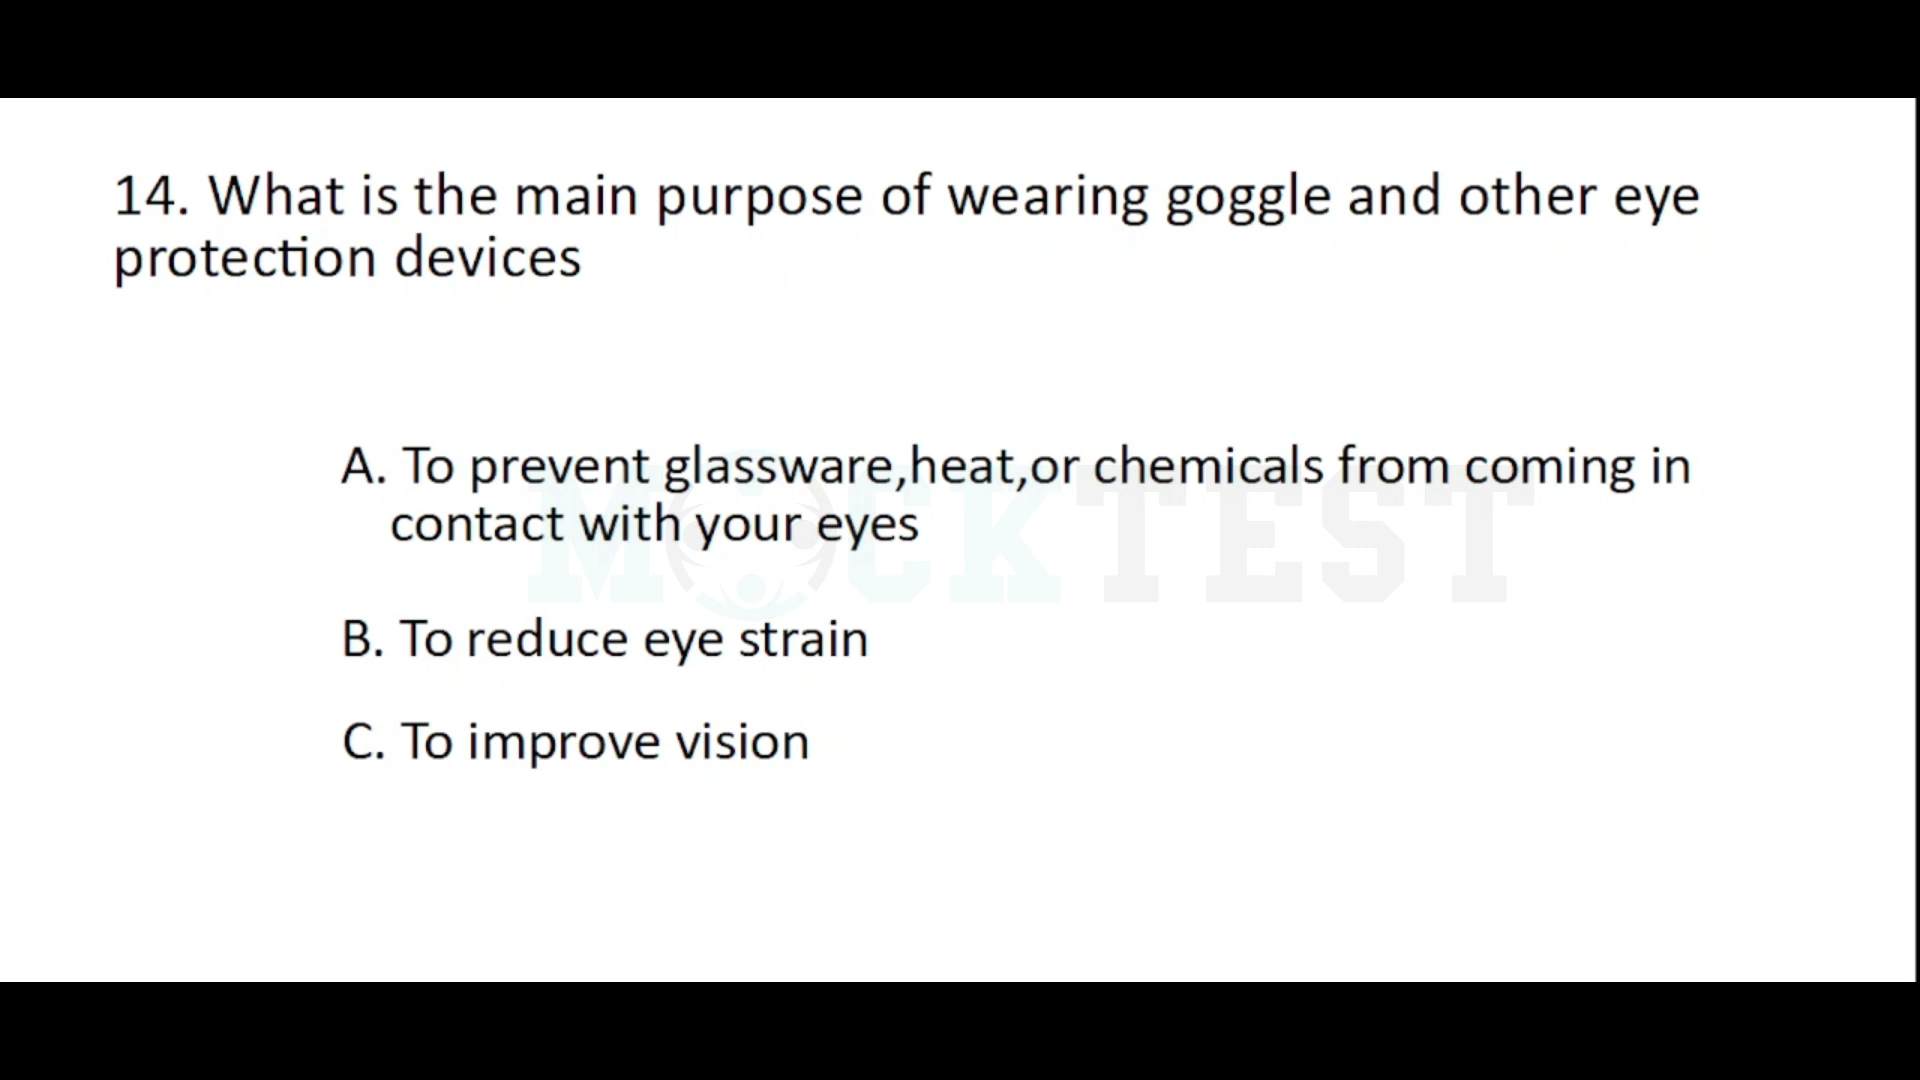 14. What is the main purpose of wearing goggle and other eye
protection devices
A. To prevent glassware,heat,or chemicals from coming in
contact with your eyes
MOCKTEST
B. To reduce eye strain
C. To improve vision